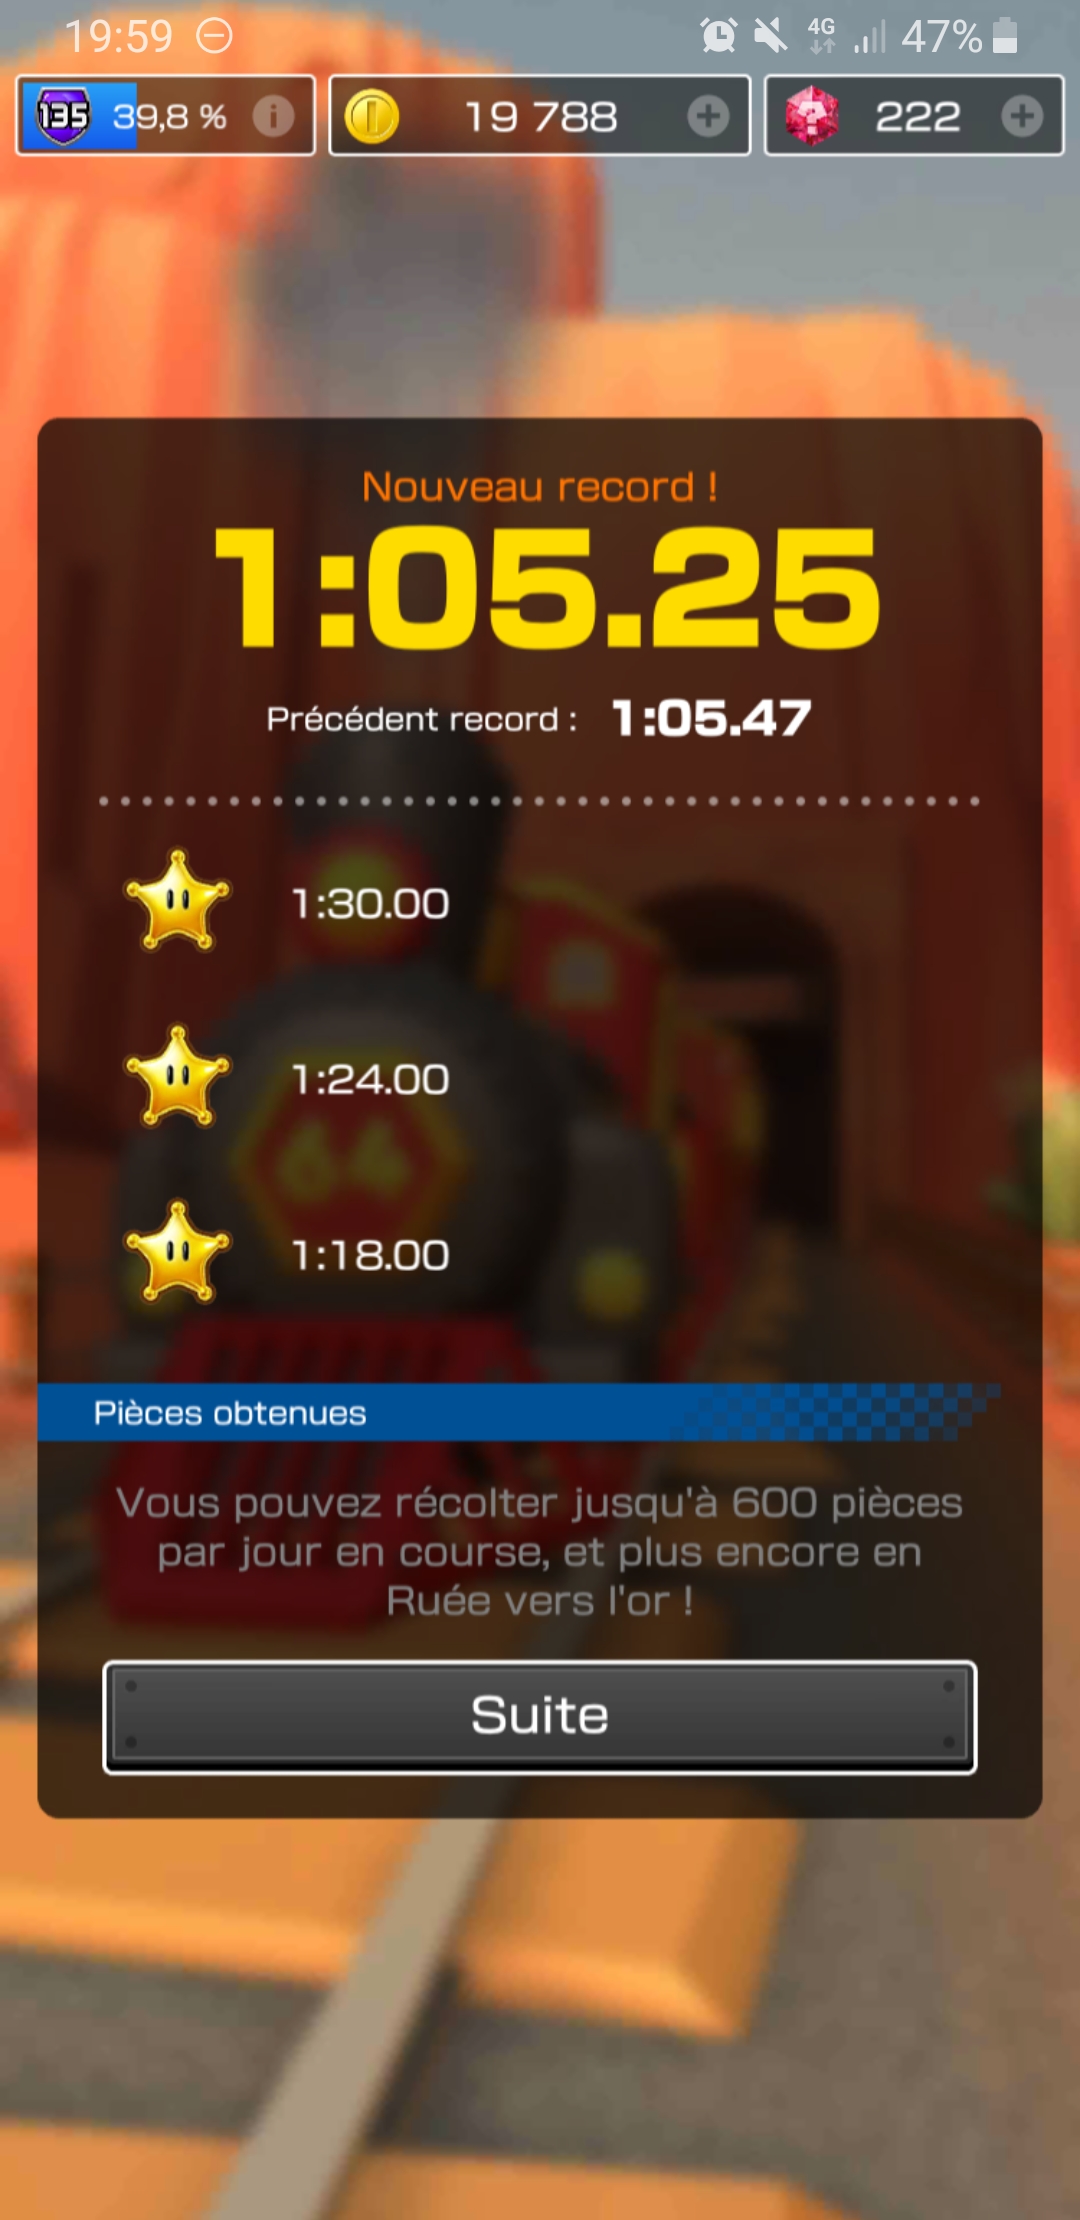 19:59 4G 47%
135 39,8 % i 19 788 222
Nouveau record !
1:05.25
Précédent record : 1:05.47
1:30.00
1:24.00
64
1:18.00
Pièces obtenues
Vous pouvez récolter jusqu'à 600 pièces
par jour en course, et plus encore en
Ruée vers l'or !
Suite